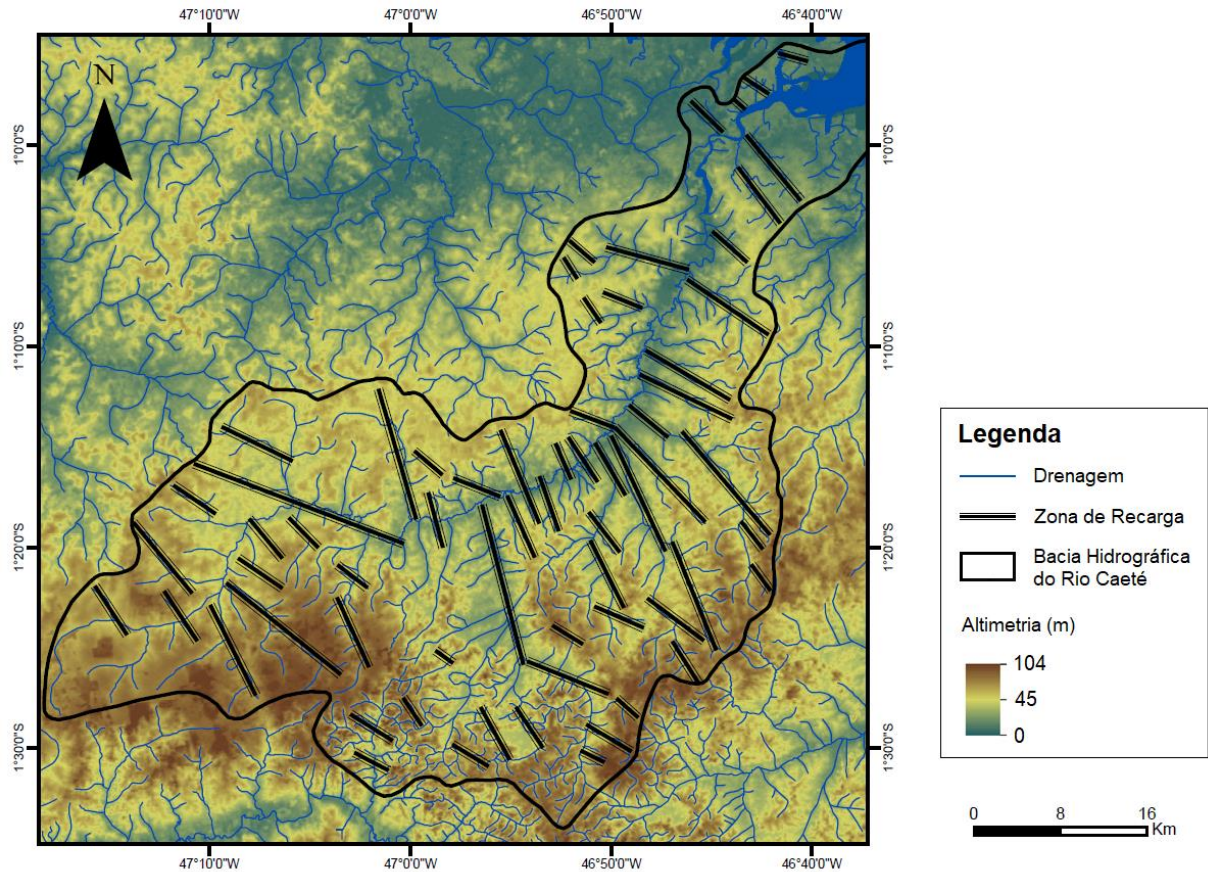 47°10'0"W
47°0'0"W
46°50'0"W
46°40'0"W
N
1°0'0"S
1°0'0"S
1°10'0"S
1°10'0"S
1°20'0"S
1°20'0"S
1°30'0"S
1°30'0"S
47°10'0"W
47°0'0"W
46°50'0"W
46°40'0"W
Legenda
Drenagem
Zona de Recarga
Bacia Hidrográfica
do Rio Caeté
Altimetria (m)
104
45
0
0 8 16
Km